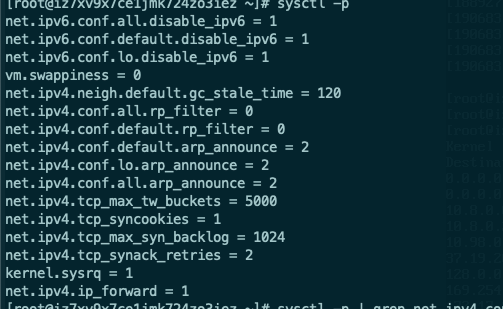 [root@iz7xv9x7ce1jmk724zo3iez ~]# sysctl -p
net.ipv6.conf.all.disable_ipv6 = 1
net.ipv6.conf.default.disable_ipv6 = 1
net.ipv6.conf.lo.disable_ipv6 = 1
vm.swappiness = 0
net.ipv4.neigh.default.gc_stale_time = 120
net.ipv4.conf.all.rp_filter = 0
net.ipv4.conf.default.rp_filter = 0
net.ipv4.conf.default.arp_announce = 2
net.ipv4.conf.lo.arp_announce = 2
net.ipv4.conf.all.arp_announce = 2
net.ipv4.tcp_max_tw_buckets = 5000
net.ipv4.tcp_syncookies = 1
net.ipv4.tcp_max_syn_backlog = 1024
net.ipv4.tcp_synack_retries = 2
kernel.sysrq = 1
net.ipv4.ip_forward = 1
[root@iz7xv9x7ce1jmk724zo3iez ~]# sysctl -p | grep net.ipv4